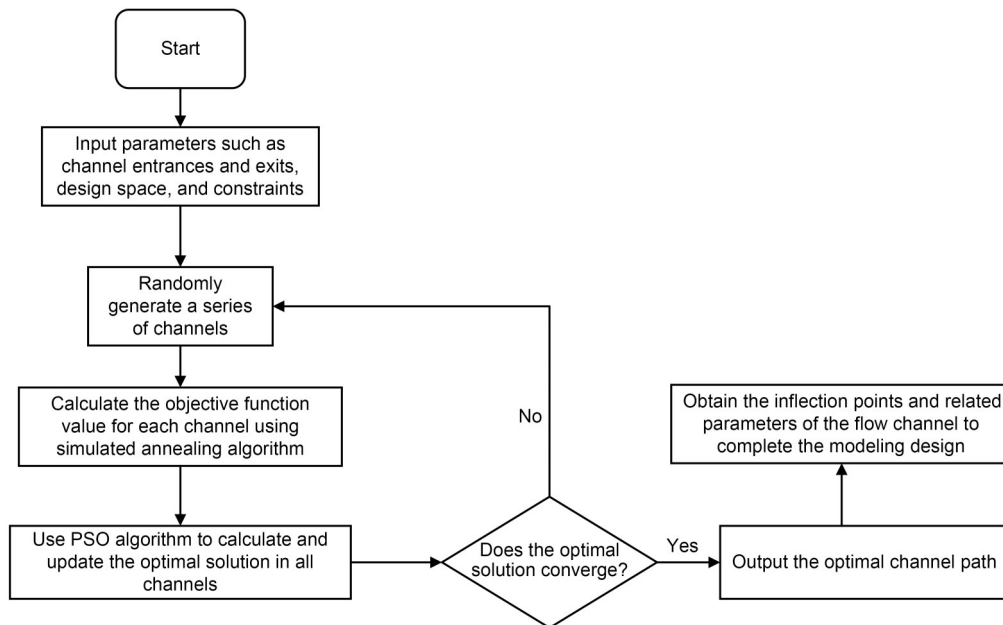 Start
Input parameters such as
channel entrances and exits,
design space, and constraints
Randomly
generate a series
of channels
Calculate the objective function
value for each channel using
simulated annealing algorithm
Use PSO algorithm to calculate and
update the optimal solution in all
channels
No
Does the optimal
solution converge?
Yes
Output the optimal channel path
Obtain the inflection points and related
parameters of the flow channel to
complete the modeling design